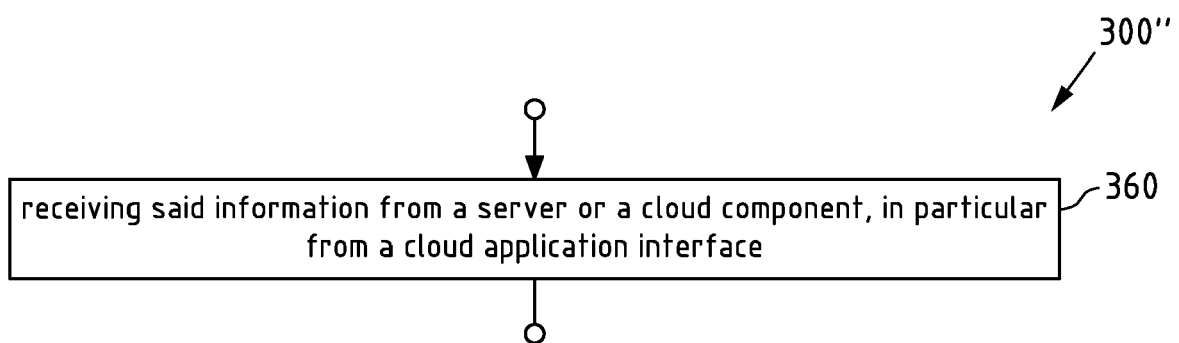 300''
receiving said information from a server or a cloud component, in particular
from a cloud application interface
360